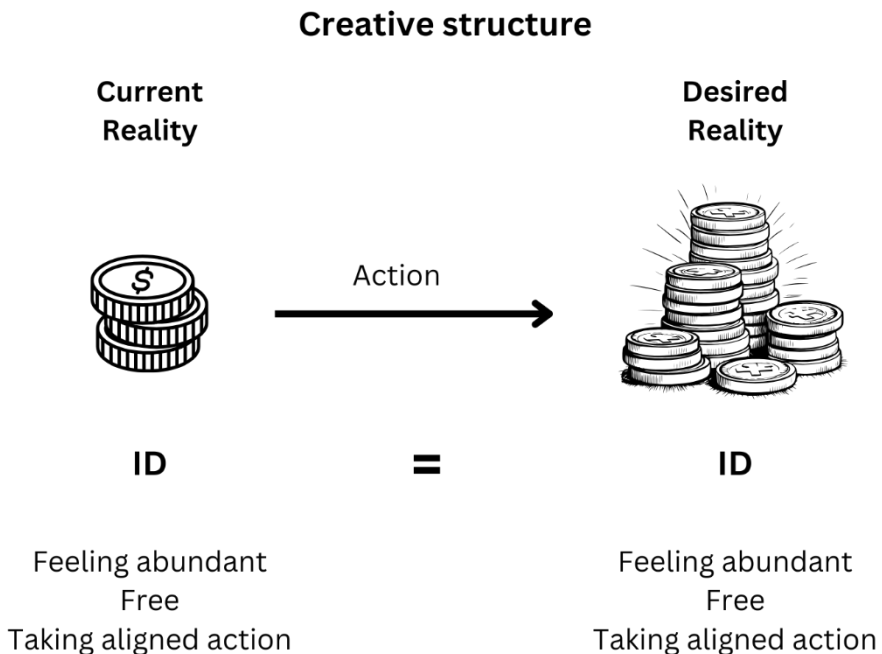 Creative structure
Current
Reality
Desired
Reality
$
Action
ID
=
ID
Feeling abundant
Free
Taking aligned action
Feeling abundant
Free
Taking aligned action